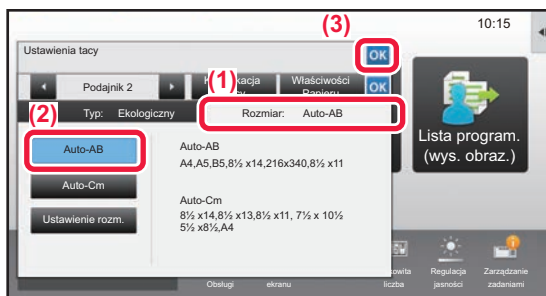 (3)
10:15
Ustawienia tacy
OK
Podajnik 2
(1)
Właściwości
OK
(2)
Typ: Ekologiczny
Rozmiar: Auto-AB
Auto-AB
Auto-AB
A4,A5,B5,8½ x14,216x340,8½ x11
Auto-Cm
Auto-Cm
8½ x14,8½ x13,8½ x11, 7½ x 10½
5½ x8½,A4
Ustawienie rozm.
Lista program.
(wys. obraz.)
Obsługi
ekranu
liczba
Regulacja
jasności
Zarządzanie
zadaniami